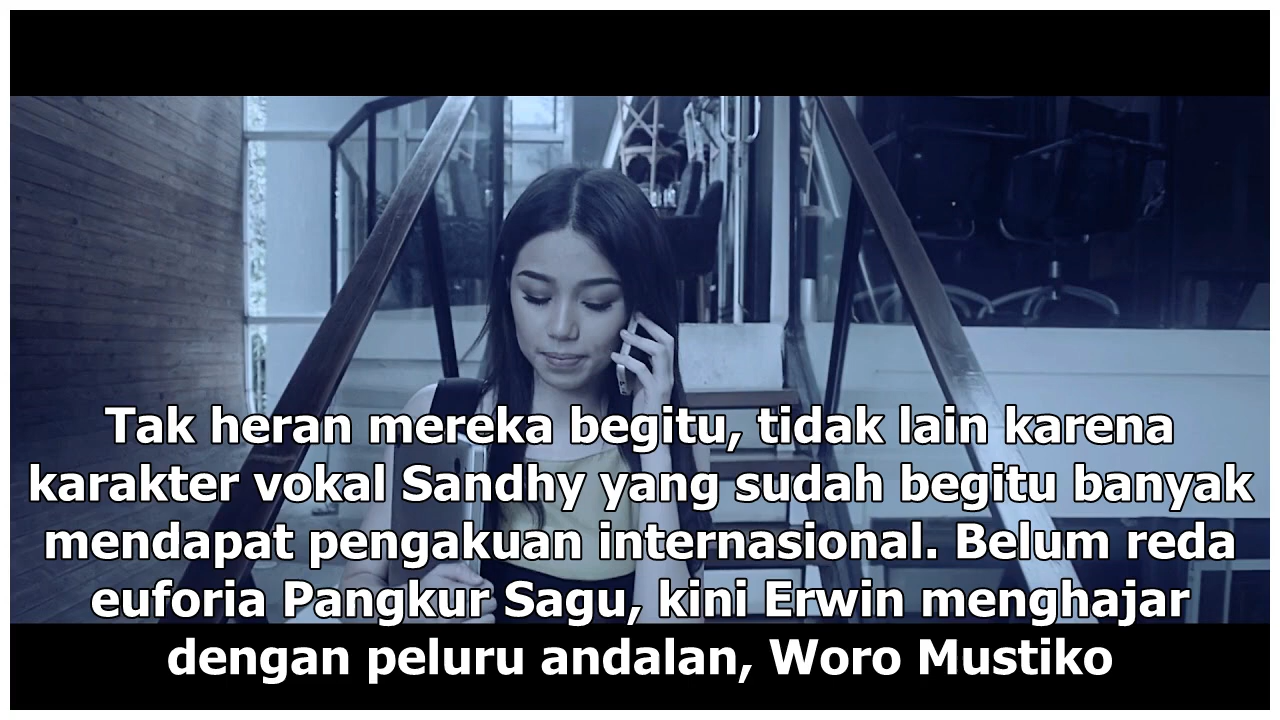 Tak heran mereka begitu, tidak lain karena
karakter vokal Sandhy yang sudah begitu banyak
mendapat pengakuan internasional. Belum reda
euforia Pangkur Sagu, kini Erwin menghajar
dengan peluru andalan, Woro Mustiko